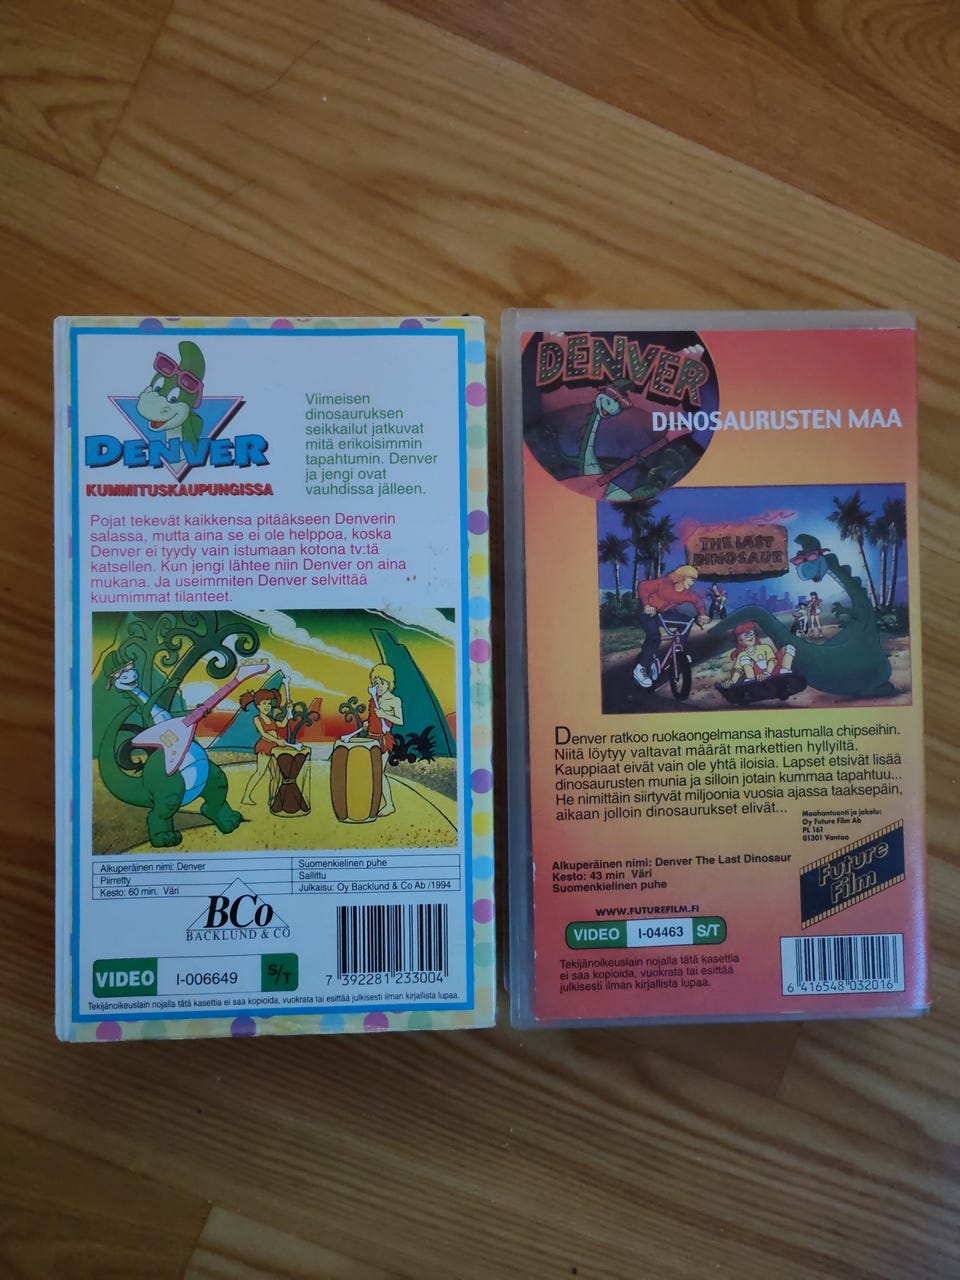 DENVER
KUMMITUSKAUPUNGISSA
Viimeisen
dinosauruksen
seikkailut jatkuvat
mitä erikoisimmin
tapahtumin. Denver
ja jengi ovat
vauhdissa jälleen.
Pojat tekevät kaikkensa pitääkseen Denverin
salassa, mutta aina se ei ole helppoa, koska
Denver ei tyydy vain istumaan kotona tv:tä
katsellen. Kun jengi lähtee niin Denver on aina
mukana. Ja useimmiten Denver selvittää
kuumimmat tilanteet.
Alkuperäinen nimi: Denver
Piirretty
Kesto: 60 min. Väri
Suomenkielinen puhe
Sallittu
Julkaisu: Oy Backlund & Co Ab /1994
BCo
BACKLUND & CO
VIDEO I-006649 S/T
7 392281 233004
Tekijänoikeuslain nojalla tätä kasettia ei saa kopioida, vuokrata tai esittää julkisesti ilman kirjallista lupaa.
DENVER
DINOSAURUSTEN MAA
THE LAST
DINOSAUR
Denver ratkoo ruokaongelmansa ihastumalla chipseihin.
Niitä löytyy valtavat määrät markettien hyllyiltä.
Kauppiaat eivät vain ole yhtä iloisia. Lapset etsivät lisää
dinosaurusten munia ja silloin jotain kummaa tapahtuu...
He nimittäin siirtyvät miljoonia vuosia ajassa taaksepäin,
aikaan jolloin dinosaurukset elivät...
Maahantuonti ja jakelu:
Oy Future Film Ab
PL 161
01301 Vantaa
Future
Film
Alkuperäinen nimi: Denver The Last Dinosaur
Kesto: 43 min Väri
Suomenkielinen puhe
WWW.FUTUREFILM.FI
VIDEO I-04463 S/T
Tekijänoikeuslain nojalla tätä kasettia
ei saa kopioida, vuokrata tai esittää
julkisesti ilman kirjallista lupaa.
6 416548 032016